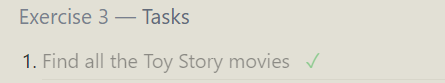 Exercise 3 — Tasks
1. Find all the Toy Story movies ✓